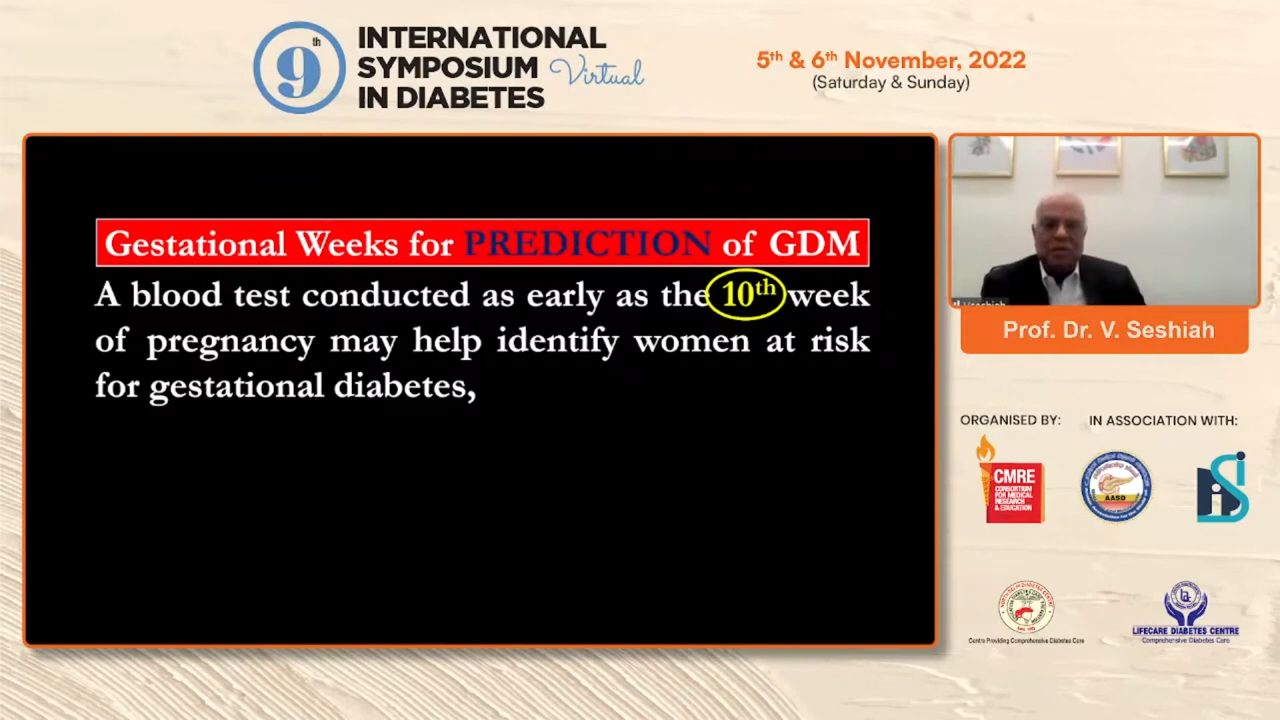 9th
INTERNATIONAL
SYMPOSIUM Virtual
IN DIABETES
5th & 6th November, 2022
(Saturday & Sunday)
Gestational Weeks for PREDICTION of GDM
A blood test conducted as early as the 10th week
of pregnancy may help identify women at risk
for gestational diabetes,
Prof. Dr. V. Seshiah
ORGANISED BY:
IN ASSOCIATION WITH:
CMRE
CONSORTIUM
FOR MEDICAL
RESEARCH
& EDUCATION
AASD
Centre Providing Comprehensive Diabetes Care
LIFECARE DIABETES CENTRE
Comprehensive Diabetes Care